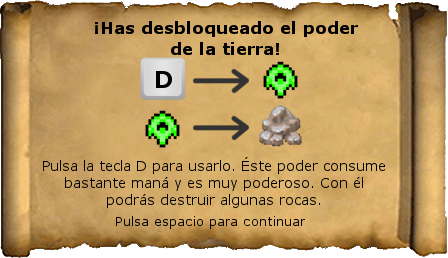 ¡Has desbloqueado el poder
de la tierra!
D
Pulsa la tecla D para usarlo. Éste poder consume
bastante maná y es muy poderoso. Con él
podrás destruir algunas rocas.
Pulsa espacio para continuar